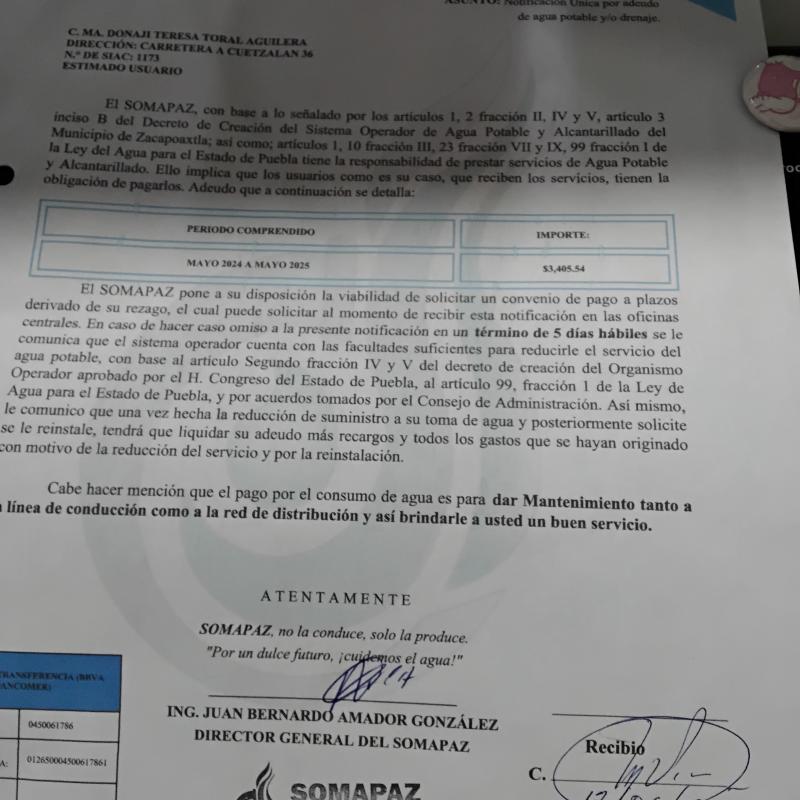 ASUNTO: Notificación Única por adeudo
de agua potable y/o drenaje.
C. MA. DONAJI TERESA TORAL AGUILERA
DIRECCIÓN: CARRETERA A CUETZALAN 36
N.º DE SIAC: 1173
ESTIMADO USUARIO
El SOMAPAZ, con base a lo señalado por los artículos 1, 2 fracción II, IV y V, artículo 3
inciso B del Decreto de Creación del Sistema Operador de Agua Potable y Alcantarillado del
Municipio de Zacapoaxtla; así como; artículos 1, 10 fracción III, 23 fracción VII y IX, 99 fracción I de
la Ley del Agua para el Estado de Puebla tiene la responsabilidad de prestar servicios de Agua Potable
y Alcantarillado. Ello implica que los usuarios como es su caso, que reciben los servicios, tienen la
obligación de pagarlos. Adeudo que a continuación se detalla:
PERIODO COMPRENDIDO
IMPORTE:
MAYO 2024 A MAYO 2025
$3,405.54
El SOMAPAZ pone a su disposición la viabilidad de solicitar un convenio de pago a plazos
derivado de su rezago, el cual puede solicitar al momento de recibir esta notificación en las oficinas
centrales. En caso de hacer caso omiso a la presente notificación en un término de 5 días hábiles se le
comunica que el sistema operador cuenta con las facultades suficientes para reducirle el servicio del
agua potable, con base al artículo Segundo fracción IV y V del decreto de creación del Organismo
Operador aprobado por el H. Congreso del Estado de Puebla, al artículo 99, fracción 1 de la Ley de
Agua para el Estado de Puebla, y por acuerdos tomados por el Consejo de Administración. Así mismo,
le comunico que una vez hecha la reducción de suministro a su toma de agua y posteriormente solicite
se le reinstale, tendrá que liquidar su adeudo más recargos y todos los gastos que se hayan originado
con motivo de la reducción del servicio y por la reinstalación.
Cabe hacer mención que el pago por el consumo de agua es para dar Mantenimiento tanto a
línea de conducción como a la red de distribución y así brindarle a usted un buen servicio.
ATENTAMENTE
SOMAPAZ, no la conduce, solo la produce.
"Por un dulce futuro, ¡cuidemos el agua!"
ING. JUAN BERNARDO AMADOR GONZÁLEZ
DIRECTOR GENERAL DEL SOMAPAZ
TRANSFERENCIA (BBVA
BANCOMER)
0450061786
A:
012650004500617861
Recibió
C.
SOMAPAZ